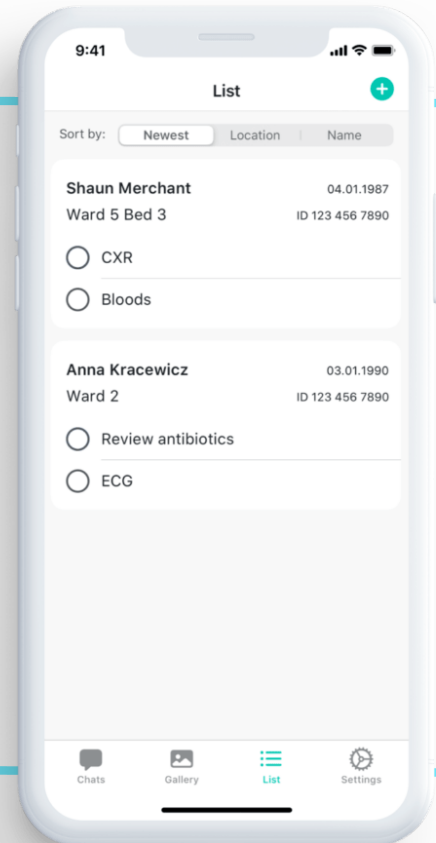 9:41
List
Sort by: Newest Location Name
Shaun Merchant 04.01.1987
Ward 5 Bed 3 ID 123 456 7890
CXR
Bloods
Anna Kracewicz 03.01.1990
Ward 2 ID 123 456 7890
Review antibiotics
ECG
Chats Gallery List Settings